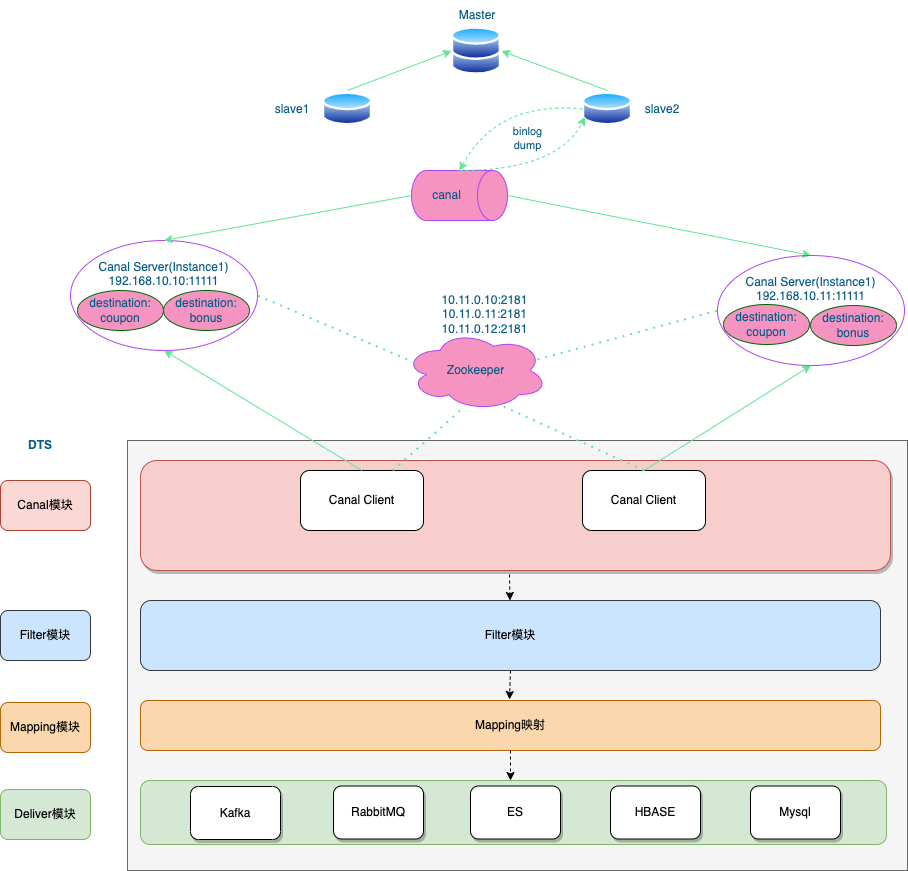 Master
slave1
slave2
binlog
dump
canal
Canal Server(Instance1)
192.168.10.10:11111
destination:
coupon
destination:
bonus
10.11.0.10:2181
10.11.0.11:2181
10.11.0.12:2181
Zookeeper
Canal Server(Instance1)
192.168.10.11:11111
destination:
coupon
destination:
bonus
DTS
Canal模块
Canal Client
Canal Client
Filter模块
Filter模块
Mapping模块
Mapping映射
Deliver模块
Kafka
RabbitMQ
ES
HBASE
Mysql